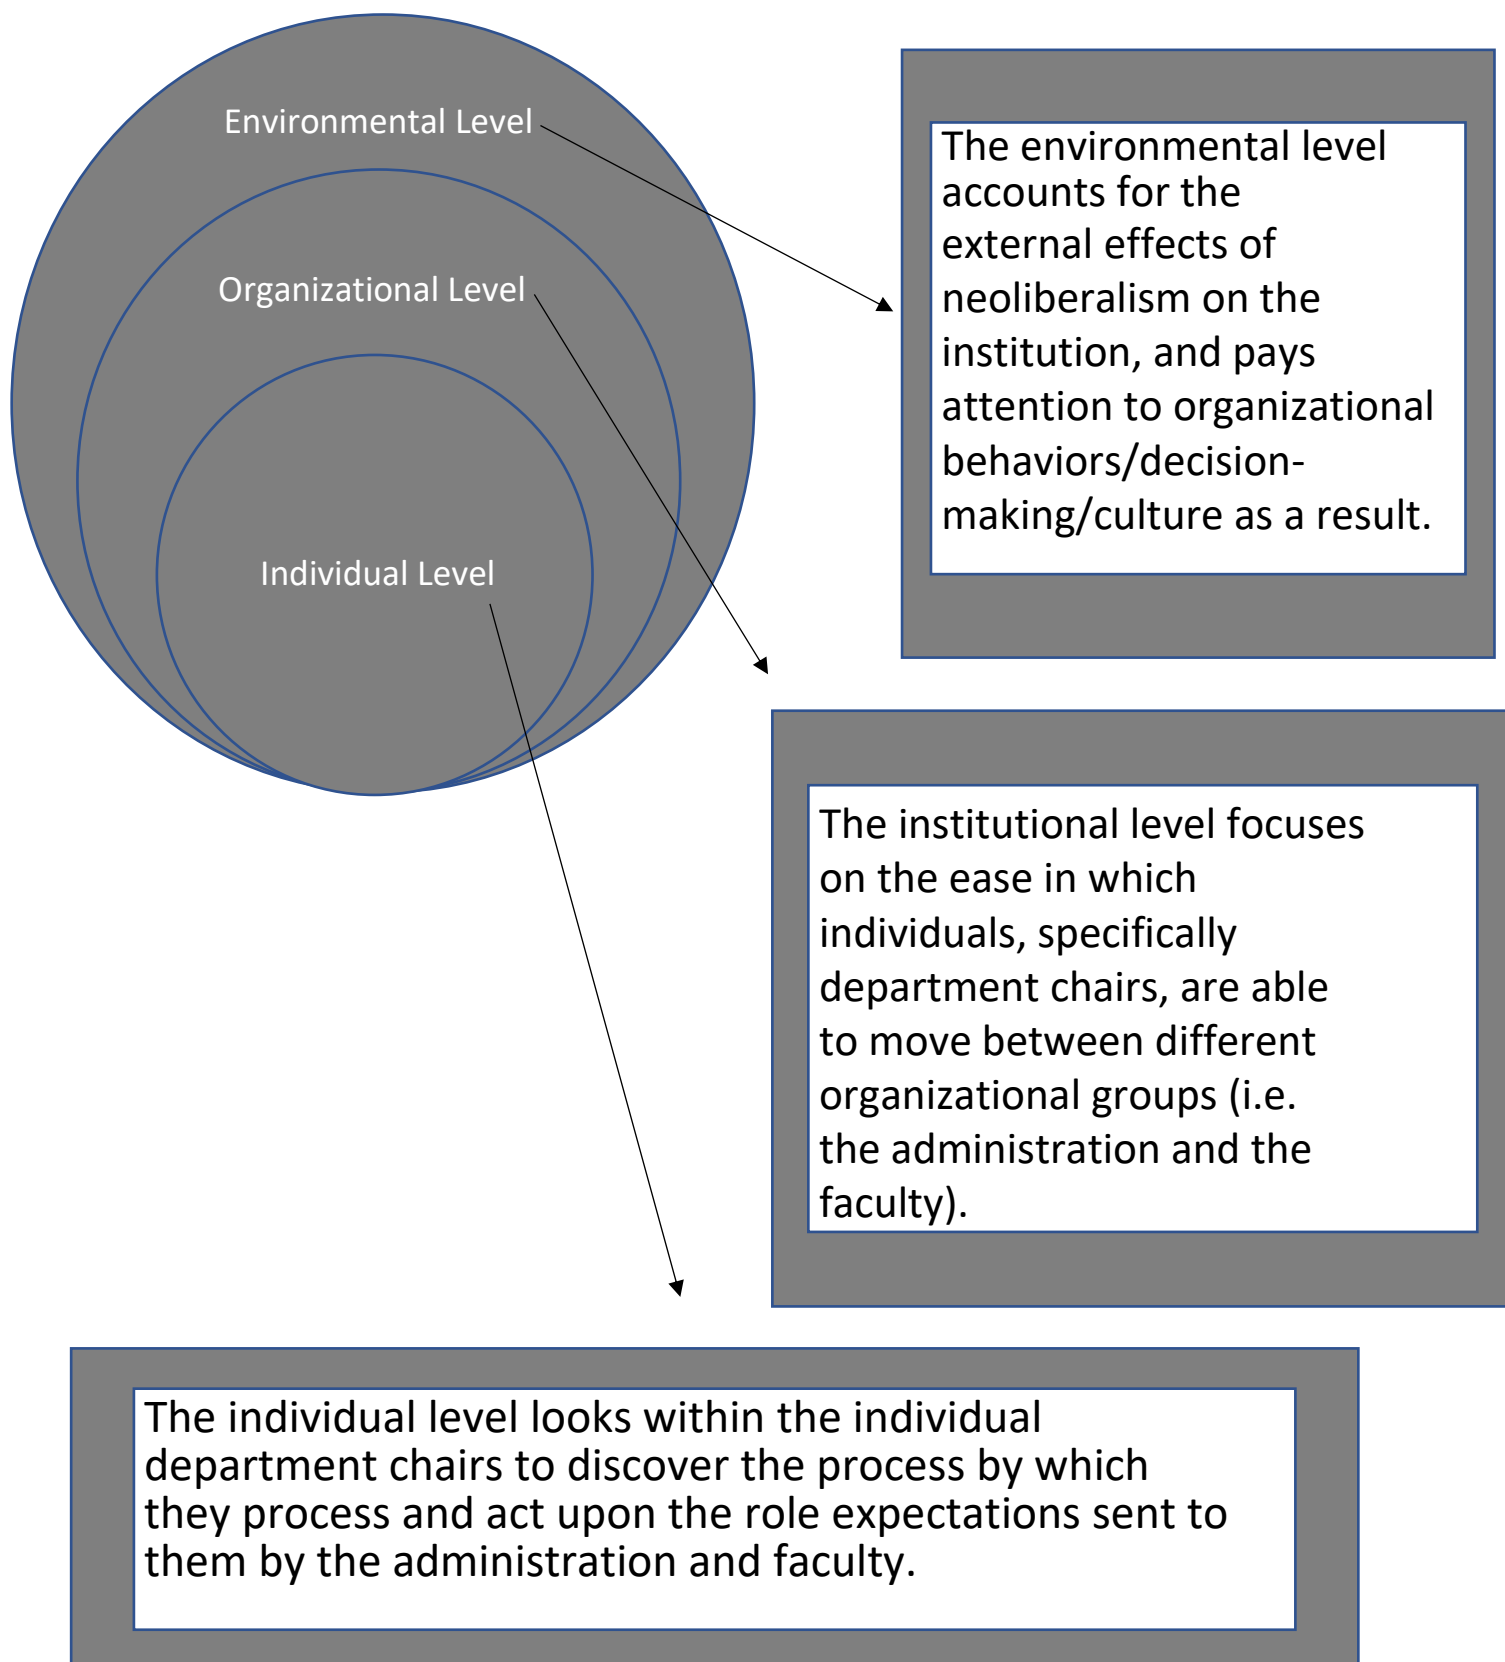 Environmental Level
Organizational Level
Individual Level
The environmental level
accounts for the
external effects of
neoliberalism on the
institution, and pays
attention to organizational
behaviors/decision-
making/culture as a result.
The institutional level focuses
on the ease in which
individuals, specifically
department chairs, are able
to move between different
organizational groups (i.e.
the administration and the
faculty).
The individual level looks within the individual
department chairs to discover the process by which
they process and act upon the role expectations sent to
them by the administration and faculty.